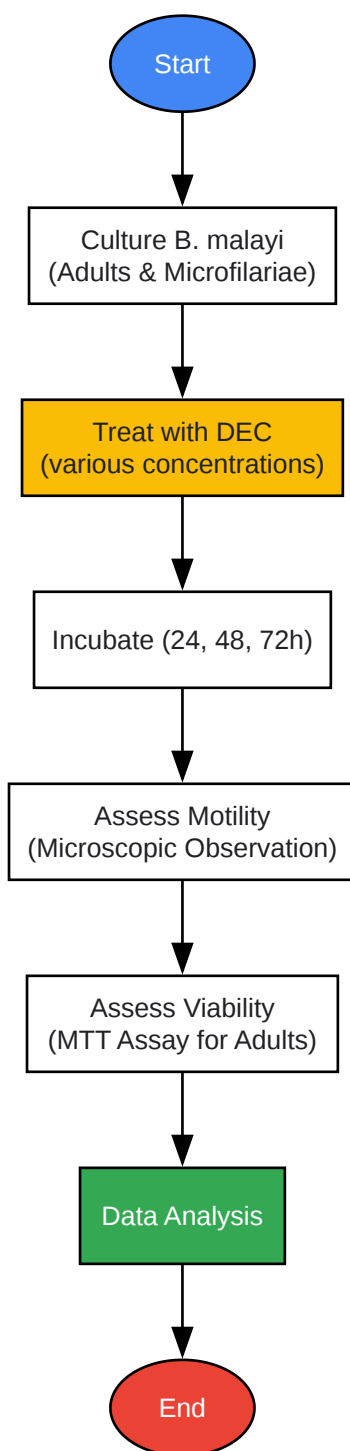 Start
Culture B. malayi
(Adults & Microfilariae)
Treat with DEC
(various concentrations)
Incubate (24, 48, 72h)
Assess Motility
(Microscopic Observation)
Assess Viability
(MTT Assay for Adults)
Data Analysis
End